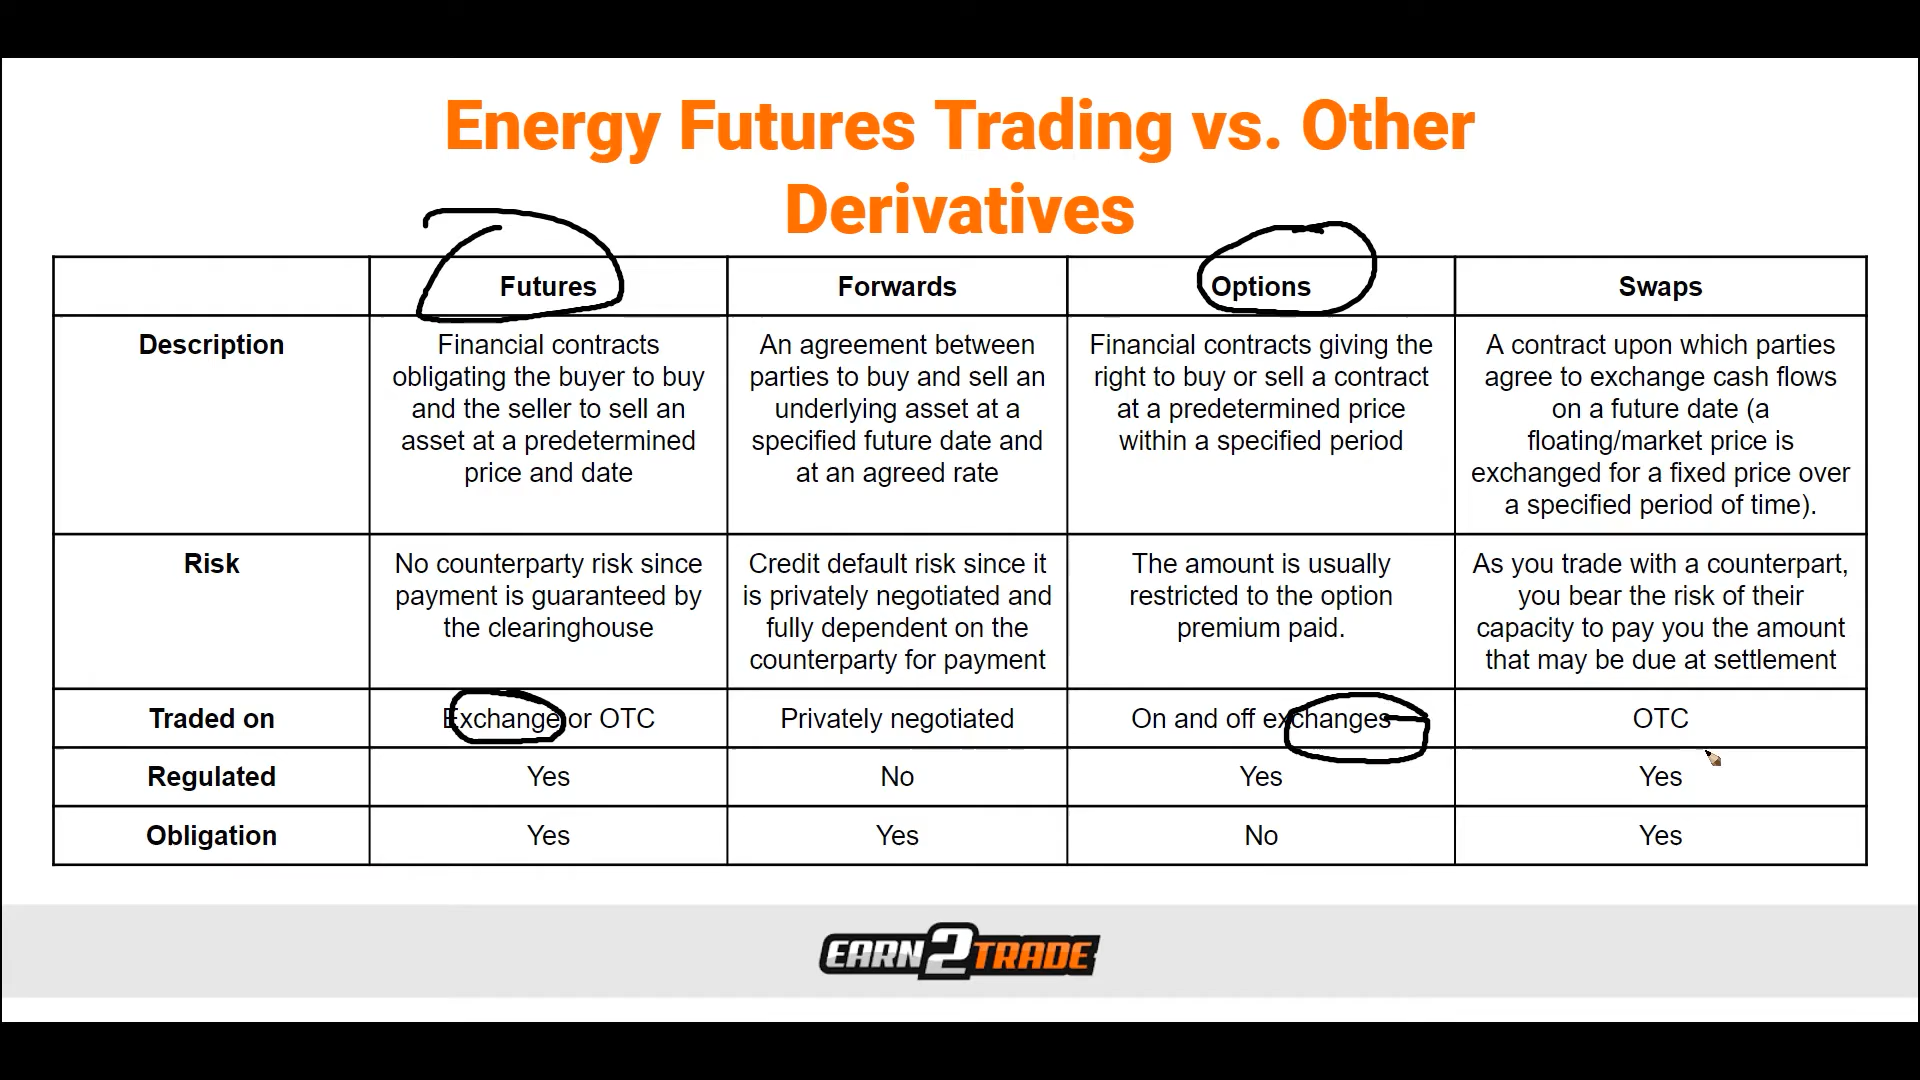 Energy Futures Trading vs. Other
Derivatives
Futures
Forwards
Options
Swaps
Description
Financial contracts
obligating the buyer to buy
and the seller to sell an
asset at a predetermined
price and date
An agreement between
parties to buy and sell an
underlying asset at a
specified future date and
at an agreed rate
Financial contracts giving the
right to buy or sell a contract
at a predetermined price
within a specified period
A contract upon which parties
agree to exchange cash flows
on a future date (a
floating/market price is
exchanged for a fixed price over
a specified period of time).
Risk
No counterparty risk since
payment is guaranteed by
the clearinghouse
Credit default risk since it
is privately negotiated and
fully dependent on the
counterparty for payment
The amount is usually
restricted to the option
premium paid.
As you trade with a counterpart,
you bear the risk of their
capacity to pay you the amount
that may be due at settlement
Traded on
Exchange or OTC
Privately negotiated
On and off exchanges
OTC
Regulated
Yes
No
Yes
Yes
Obligation
Yes
Yes
No
Yes
EARN2TRADE